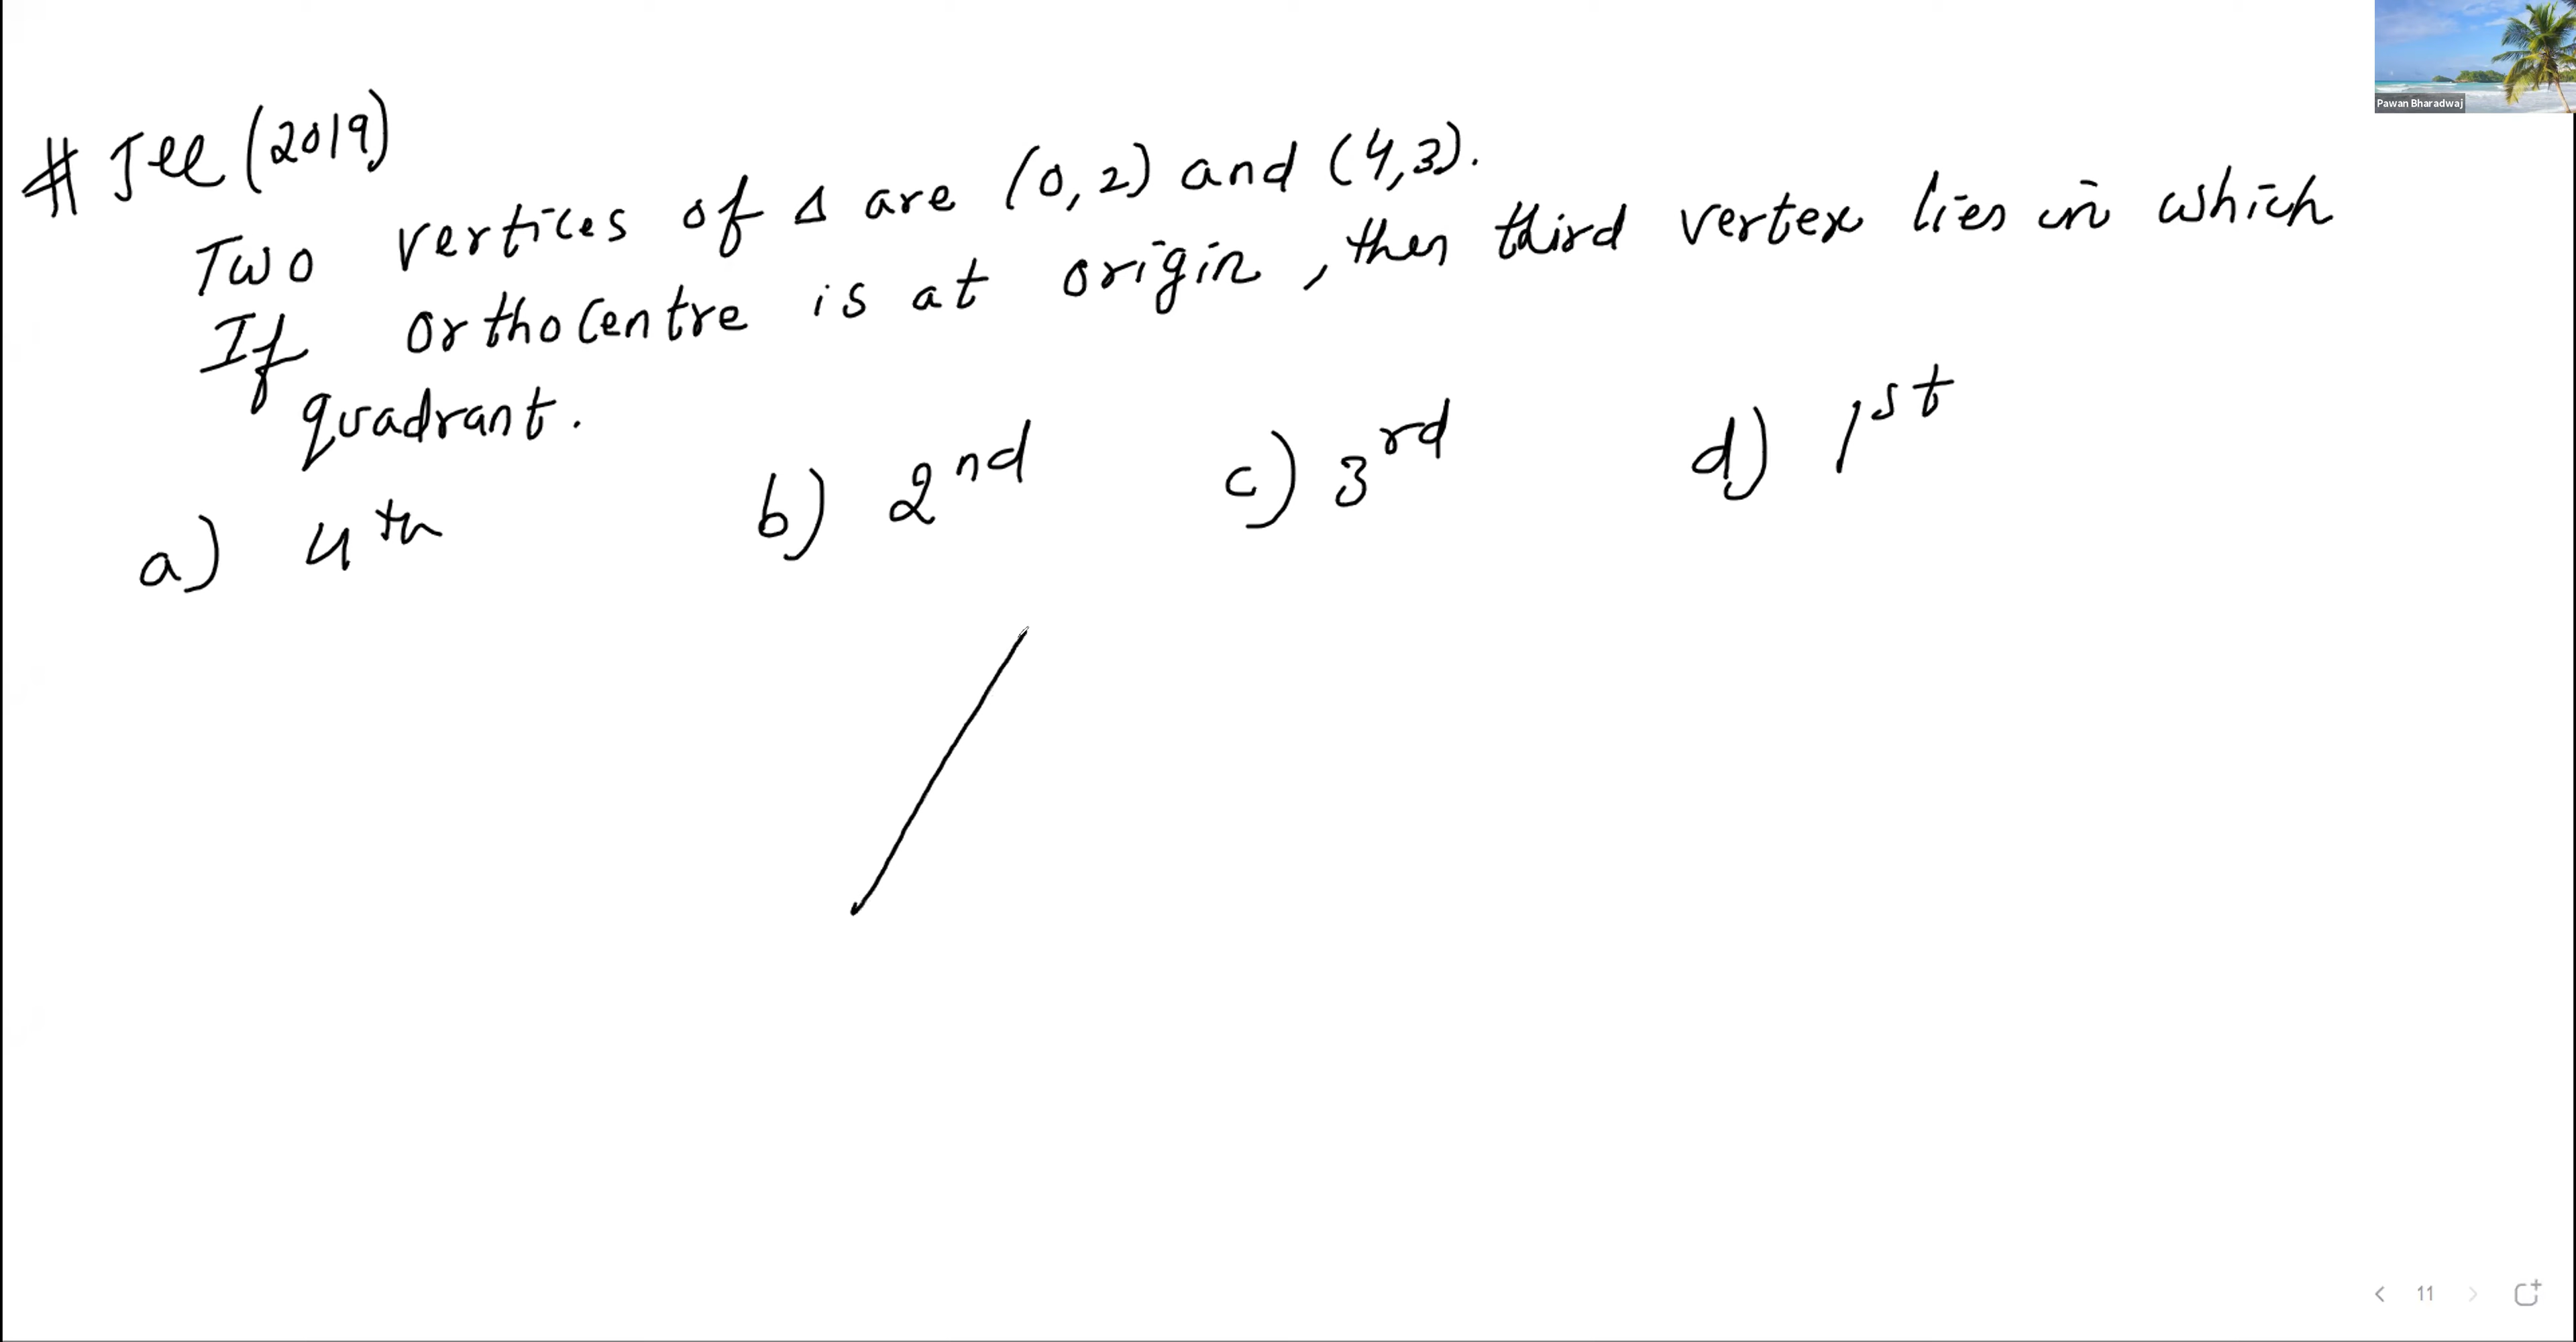 Pawan Bharadwaj
# Jee (2019)
Two vertices of Δ are (0, 2) and (4,3).
If orthocentre is at origin, then third vertex lies in which
quadrant.
a) 4th b) 2nd c) 3rd d) 1st
11